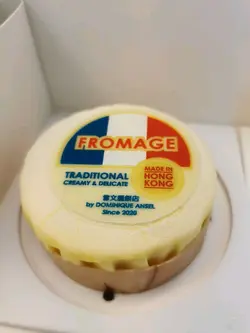 FROMAGE
TRADITIONAL
CREAMY & DELICATE
MADE IN
HONG
KONG
by DOMINIQUE ANSEL
Since 2020